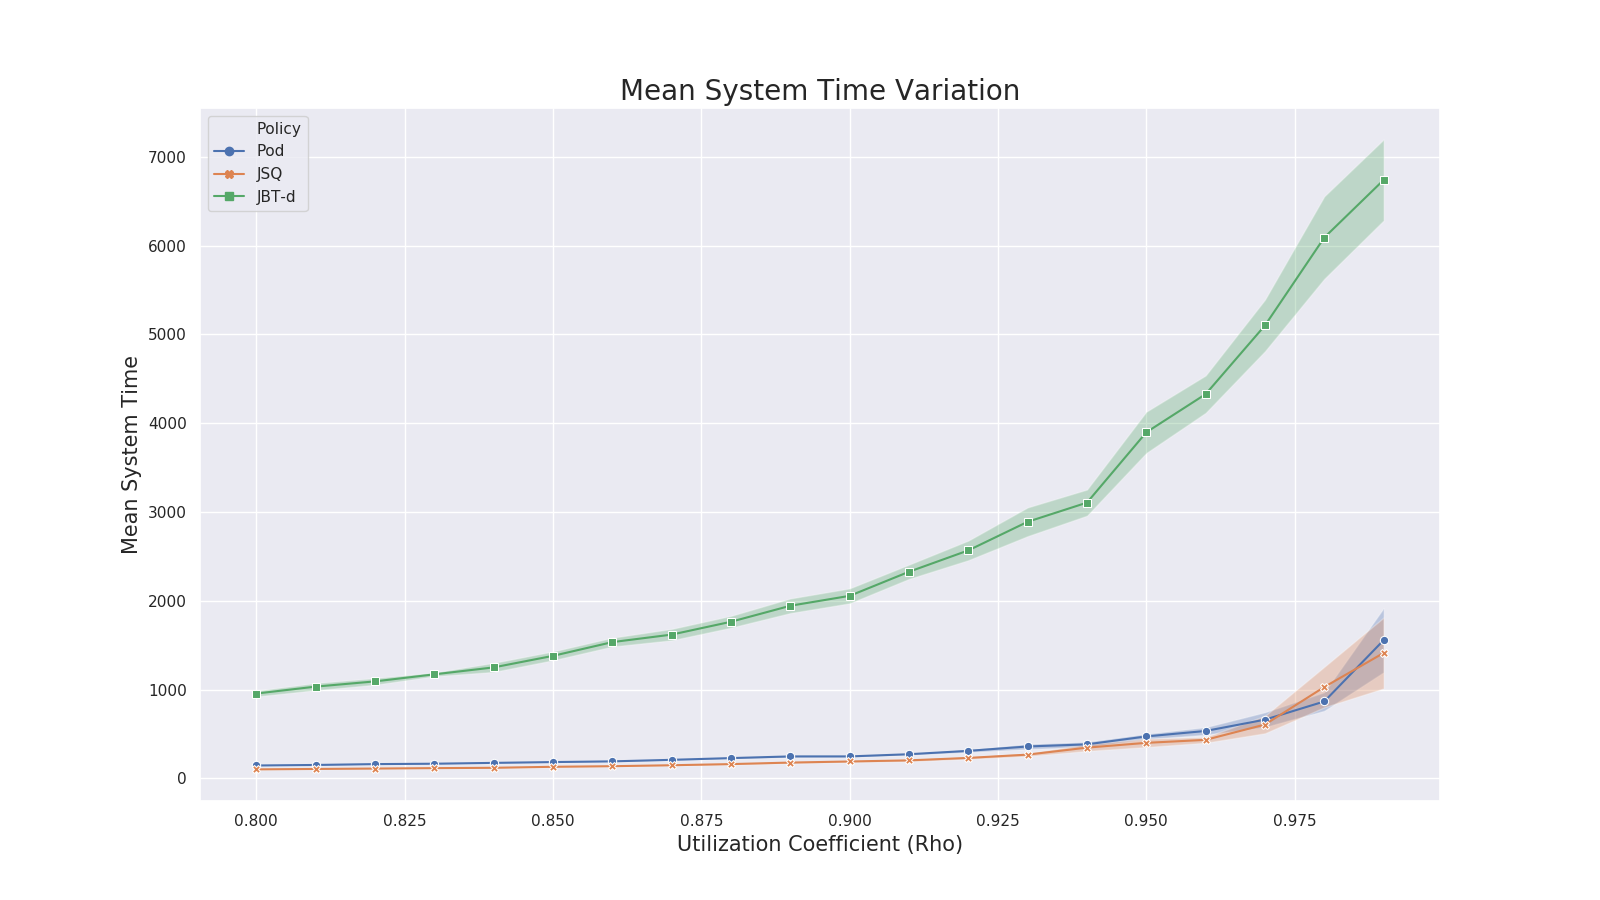 Mean System Time Variation
Policy
Pod
JSQ
JBT-d
7000
6000
5000
4000
3000
2000
1000
0
Mean System Time
0.800 0.825 0.850 0.875 0.900 0.925 0.950 0.975
Utilization Coefficient (Rho)